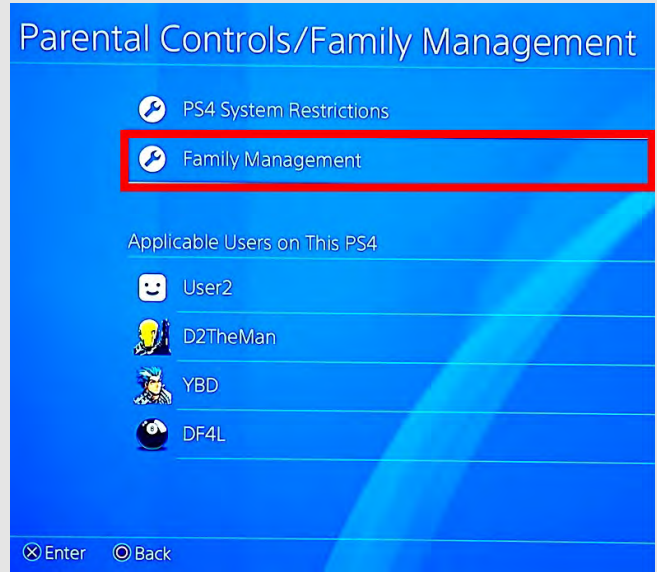 Parental Controls/Family Management
PS4 System Restrictions
Family Management
Applicable Users on This PS4
User2
D2TheMan
YBD
DF4L
Enter Back